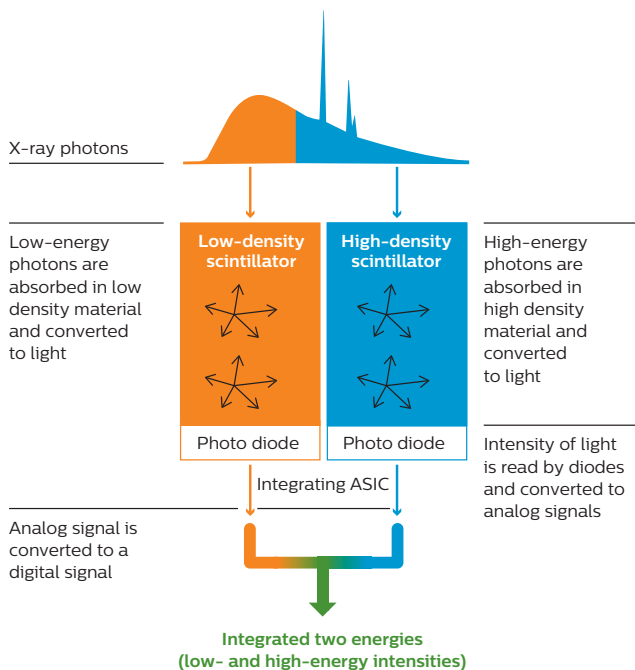 X-ray photons
Low-energy
photons are
absorbed in low
density material
and converted
to light
Low-density
scintillator
High-density
scintillator
High-energy
photons are
absorbed in
high density
material and
converted
to light
Photo diode
Photo diode
Intensity of light
is read by diodes
and converted to
analog signals
Integrating ASIC
Analog signal is
converted to a
digital signal
Integrated two energies
(low- and high-energy intensities)